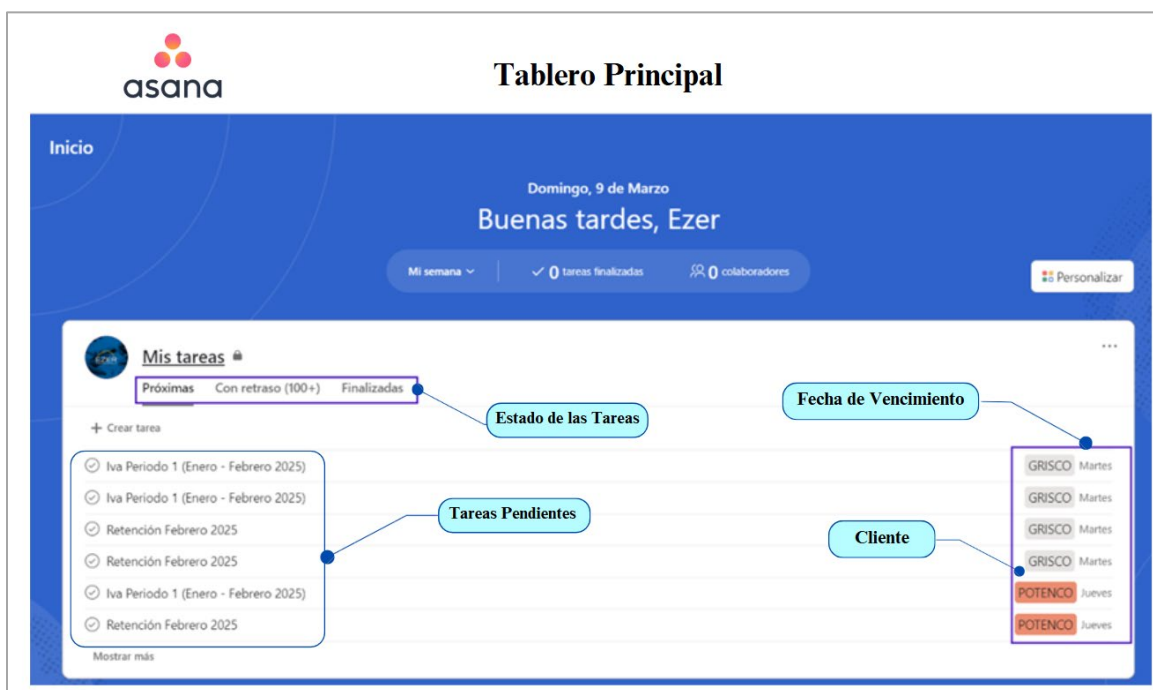 asana
Tablero Principal
Inicio
Domingo, 9 de Marzo
Buenas tardes, Ezer
Mi semana
0 tareas finalizadas
0 colaboradores
Personalizar
EZER
Mis tareas
Próximas Con retraso (100+) Finalizadas
Fecha de Vencimiento
Estado de las Tareas
+ Crear tarea
Iva Periodo 1 (Enero - Febrero 2025) GRISCO Martes
Iva Periodo 1 (Enero - Febrero 2025) GRISCO Martes
Tareas Pendientes
Retención Febrero 2025 GRISCO Martes
Cliente
Retención Febrero 2025 GRISCO Martes
Iva Periodo 1 (Enero - Febrero 2025) POTENCO Jueves
Retención Febrero 2025 POTENCO Jueves
Mostrar más